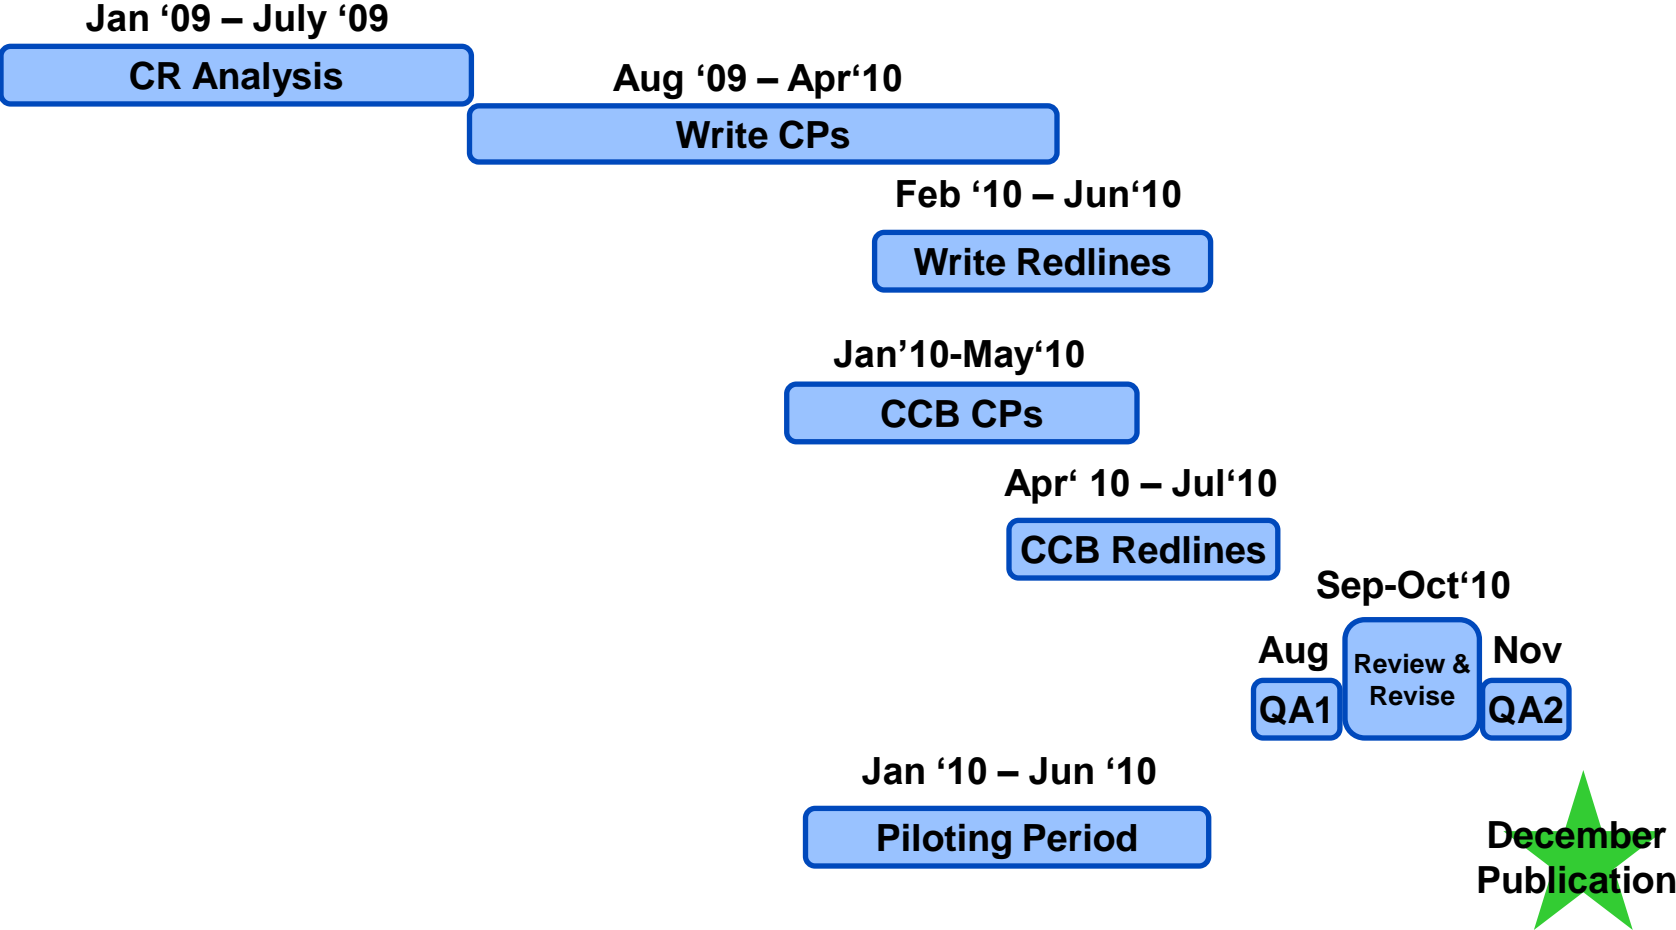 Jan ‘09 – July ‘09
CR Analysis
Aug ‘09 – Apr‘10
Write CPs
Feb ‘10 – Jun‘10
Write Redlines
Jan’10-May‘10
CCB CPs
Apr‘ 10 – Jul‘10
CCB Redlines
Sep-Oct‘10
Aug
Review &
Revise
Nov
QA1
QA2
Jan ‘10 – Jun ‘10
Piloting Period
December
Publication